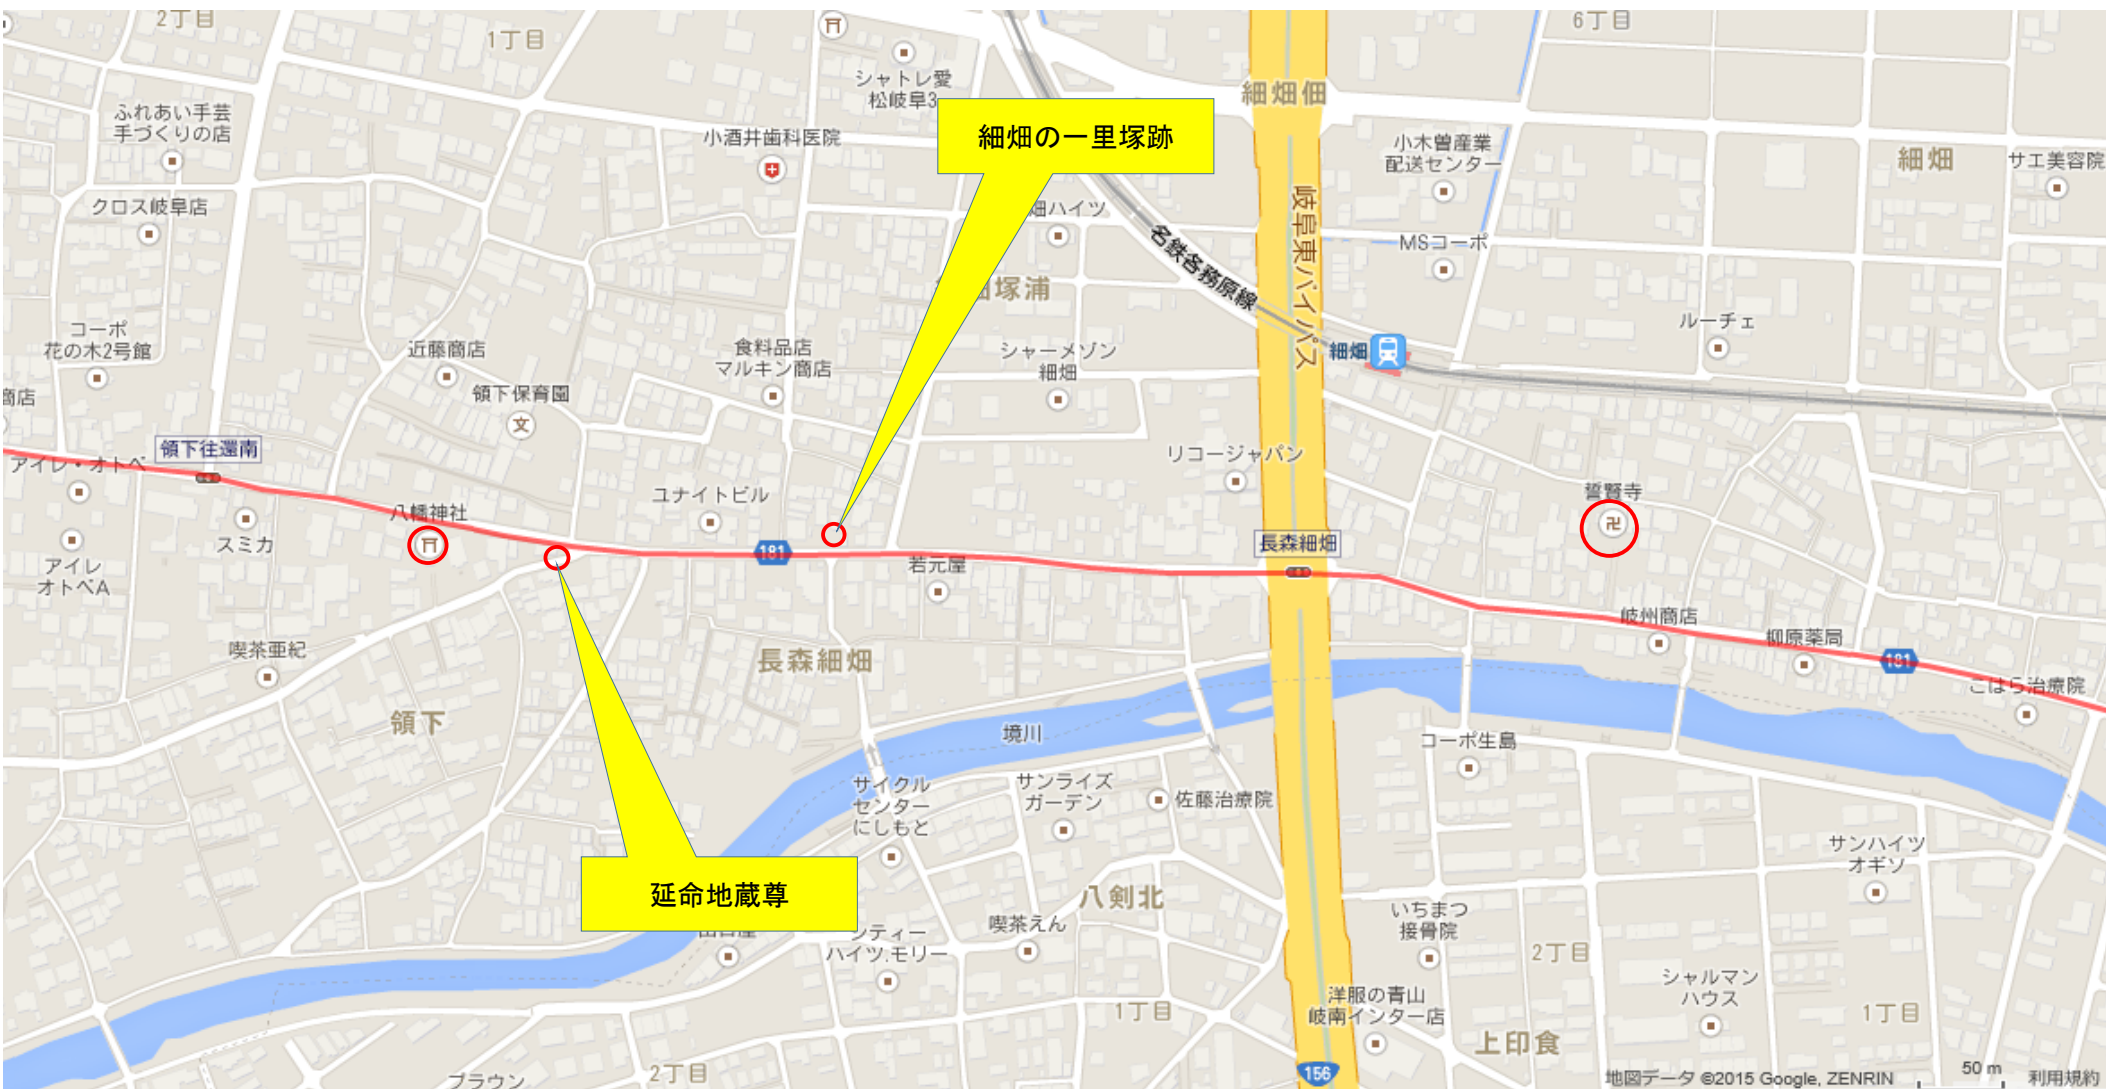 2丁目
1丁目
6丁目
シャトレ愛
松岐阜3
細畑佃
ふれあい手芸
手づくりの店
小酒井歯科医院
細畑の一里塚跡
小木曽産業
配送センター
細畑
サエ美容院
クロス岐阜店
畑ハイツ
名鉄各務原線
岐阜東バイパス
MSコーポ
塚浦
コーポ
花の木2号館
近藤商店
食料品店
マルキン商店
シャーメゾン
細畑
細畑
ルーチェ
商店
領下保育園
文
領下往還南
アイレ・オトベ
リコージャパン
誓賢寺
ユナイトビル
八幡神社
スミカ
181
長森細畑
若元屋
アイレ
オトベA
岐州商店
柳原薬局
181
喫茶亜紀
長森細畑
こはら治療院
領下
境川
コーポ生島
サイクル
センター
にしもと
サンライズ
ガーデン
佐藤治療院
サンハイツ
オギソ
延命地蔵尊
八剣北
喫茶えん
いちまつ
接骨院
シティー
ハイツ.モリー
2丁目
シャルマン
ハウス
洋服の青山
岐南インター店
1丁目
1丁目
上印食
156
ブラウン
2丁目
地図データ ©2015 Google, ZENRIN
50 m
利用規約